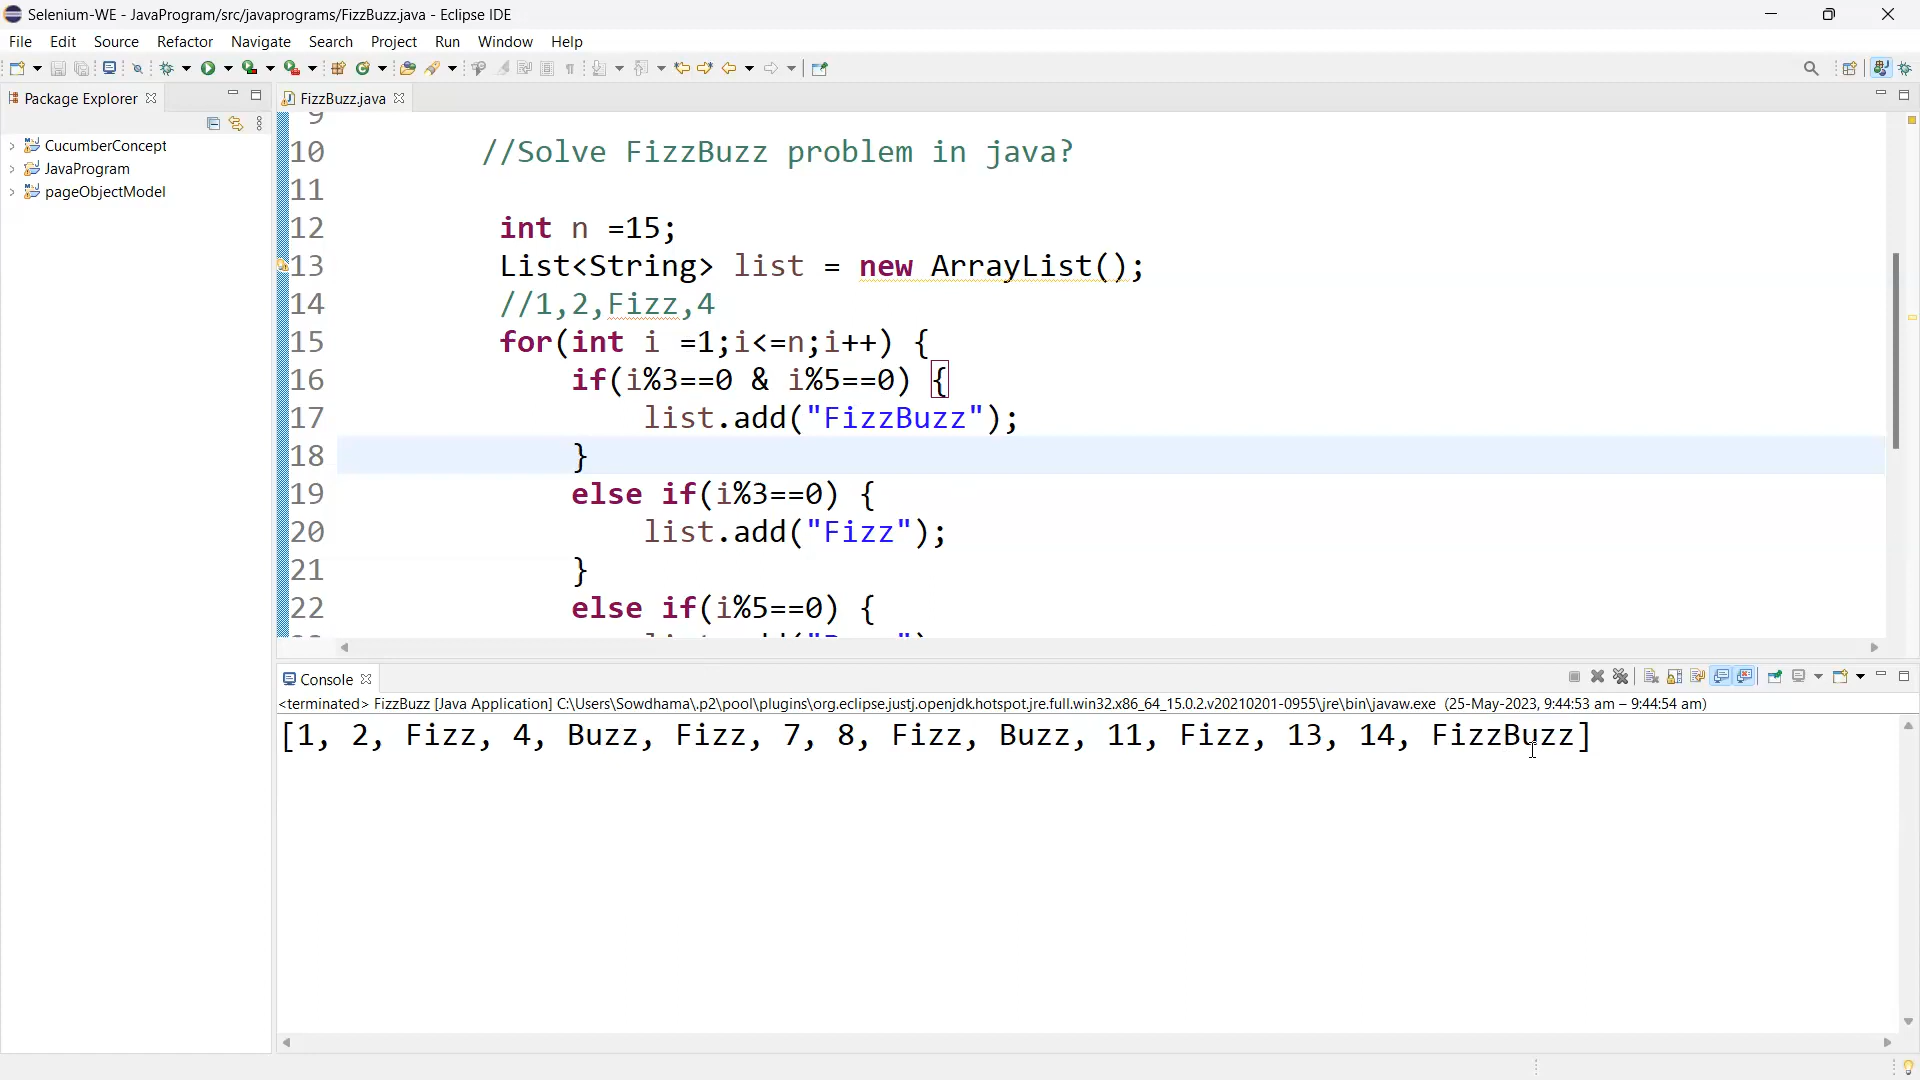 Selenium-WE - JavaProgram/src/javaprograms/FizzBuzz.java - Eclipse IDE
File Edit Source Refactor Navigate Search Project Run Window Help
Package Explorer
FizzBuzz.java
CucumberConcept
JavaProgram
pageObjectModel
9
10 //Solve FizzBuzz problem in java?
11
12 int n =15;
13 List<String> list = new ArrayList();
14 //1,2,Fizz,4
15 for(int i =1;i<=n;i++) {
16 if(i%3==0 & i%5==0) {
17 list.add("FizzBuzz");
18 }
19 else if(i%3==0) {
20 list.add("Fizz");
21 }
22 else if(i%5==0) {
Console
<terminated> FizzBuzz [Java Application] C:\Users\Sowdhama\.p2\pool\plugins\org.eclipse.justj.openjdk.hotspot.jre.full.win32.x86_64_15.0.2.v20210201-0955\jre\bin\javaw.exe (25-May-2023, 9:44:53 am – 9:44:54 am)
[1, 2, Fizz, 4, Buzz, Fizz, 7, 8, Fizz, Buzz, 11, Fizz, 13, 14, FizzBuzz]